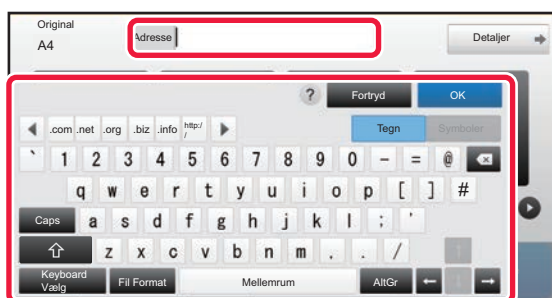 Original
A4
Adresse
Detaljer
?
Fortryd
OK
.com .net .org .biz .info http://
Tegn
Symboler
` 1 2 3 4 5 6 7 8 9 0 - = @
q w e r t y u i o p [ ] #
Caps a s d f g h j k l ; '
z x c v b n m . . /
Keyboard
Vælg
Fil Format
Mellemrum
AltGr